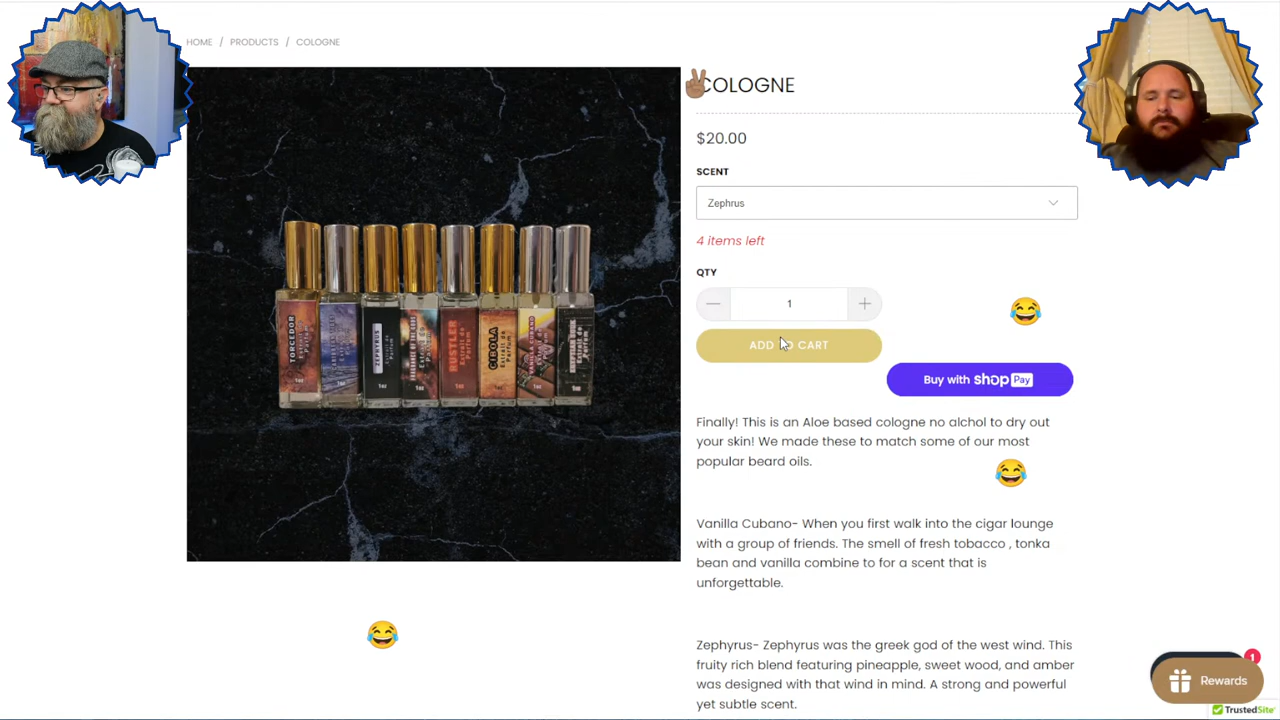 HOME / PRODUCTS / COLOGNE
COLOGNE
$20.00
SCENT
Zephrus
4 items left
QTY
1
ADD TO CART
Buy with shop Pay
Finally! This is an Aloe based cologne no alchol to dry out
your skin! We made these to match some of our most
popular beard oils.
Vanilla Cubano- When you first walk into the cigar lounge
with a group of friends. The smell of fresh tobacco , tonka
bean and vanilla combine to for a scent that is
unforgettable.
Zephyrus- Zephyrus was the greek god of the west wind. This
fruity rich blend featuring pineapple, sweet wood, and amber
was designed with that wind in mind. A strong and powerful
yet subtle scent.
TORCEDOR
ZEPHYRUS
RUSTLER
CIBOLA
1
Rewards
TrustedSite